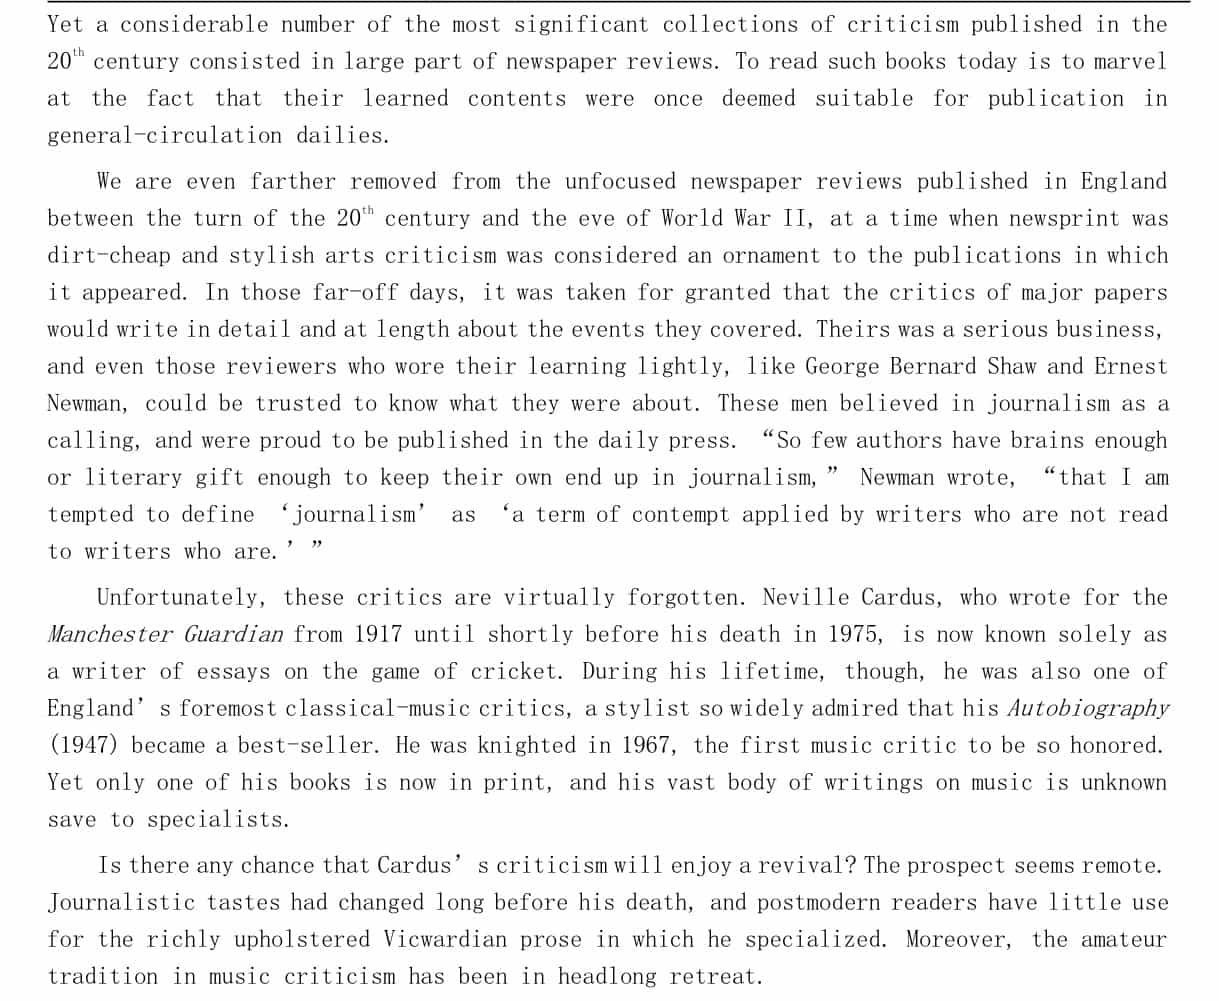 Yet a considerable number of the most significant collections of criticism published in the
20th century consisted in large part of newspaper reviews. To read such books today is to marvel
at the fact that their learned contents were once deemed suitable for publication in
general-circulation dailies.
We are even farther removed from the unfocused newspaper reviews published in England
between the turn of the 20th century and the eve of World War II, at a time when newsprint was
dirt-cheap and stylish arts criticism was considered an ornament to the publications in which
it appeared. In those far-off days, it was taken for granted that the critics of major papers
would write in detail and at length about the events they covered. Theirs was a serious business,
and even those reviewers who wore their learning lightly, like George Bernard Shaw and Ernest
Newman, could be trusted to know what they were about. These men believed in journalism as a
calling, and were proud to be published in the daily press. “So few authors have brains enough
or literary gift enough to keep their own end up in journalism,” Newman wrote, “that I am
tempted to define ‘journalism’ as ‘a term of contempt applied by writers who are not read
to writers who are.’”
Unfortunately, these critics are virtually forgotten. Neville Cardus, who wrote for the
Manchester Guardian from 1917 until shortly before his death in 1975, is now known solely as
a writer of essays on the game of cricket. During his lifetime, though, he was also one of
England’s foremost classical-music critics, a stylist so widely admired that his Autobiography
(1947) became a best-seller. He was knighted in 1967, the first music critic to be so honored.
Yet only one of his books is now in print, and his vast body of writings on music is unknown
save to specialists.
Is there any chance that Cardus’s criticism will enjoy a revival? The prospect seems remote.
Journalistic tastes had changed long before his death, and postmodern readers have little use
for the richly upholstered Vicwardian prose in which he specialized. Moreover, the amateur
tradition in music criticism has been in headlong retreat.